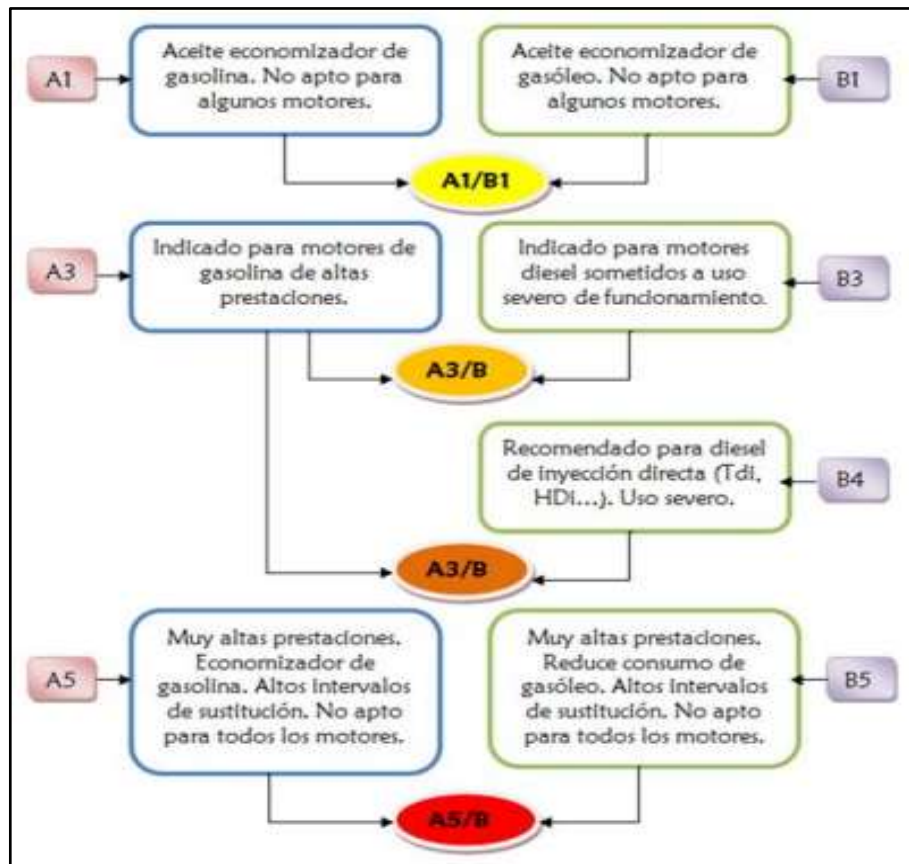 A1
Aceite economizador de
gasolina. No apto para
algunos motores.
Aceite economizador de
gasóleo. No apto para
algunos motores.
B1
A1/B1
A3
Indicado para motores de
gasolina de altas
prestaciones.
Indicado para motores
diesel sometidos a uso
severo de funcionamiento.
B3
A3/B
Recomendado para diesel
de inyección directa (Tdi,
HDi...). Uso severo.
B4
A3/B
A5
Muy altas prestaciones.
Economizador de
gasolina. Altos intervalos
de sustitución. No apto
para todos los motores.
Muy altas prestaciones.
Reduce consumo de
gasóleo. Altos intervalos
de sustitución. No apto
para todos los motores.
B5
A5/B